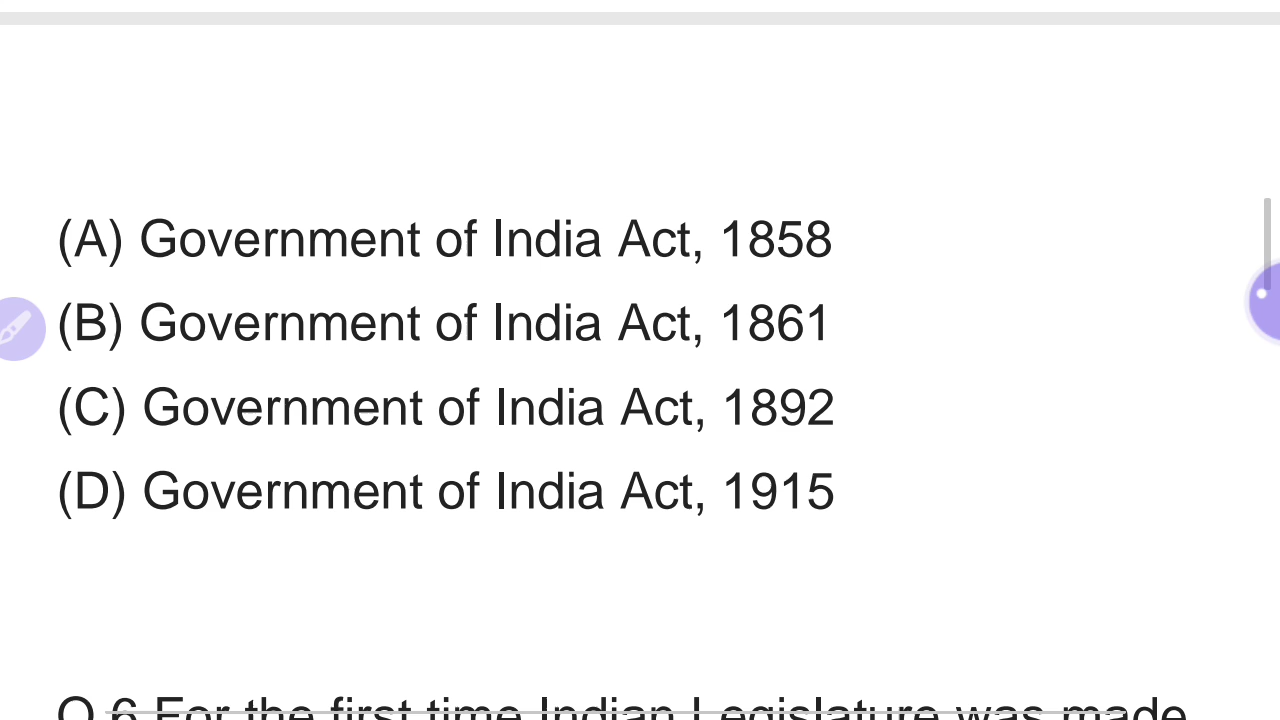 (A) Government of India Act, 1858
(B) Government of India Act, 1861
(C) Government of India Act, 1892
(D) Government of India Act, 1915
Q.6 For the first time Indian Legislature was made